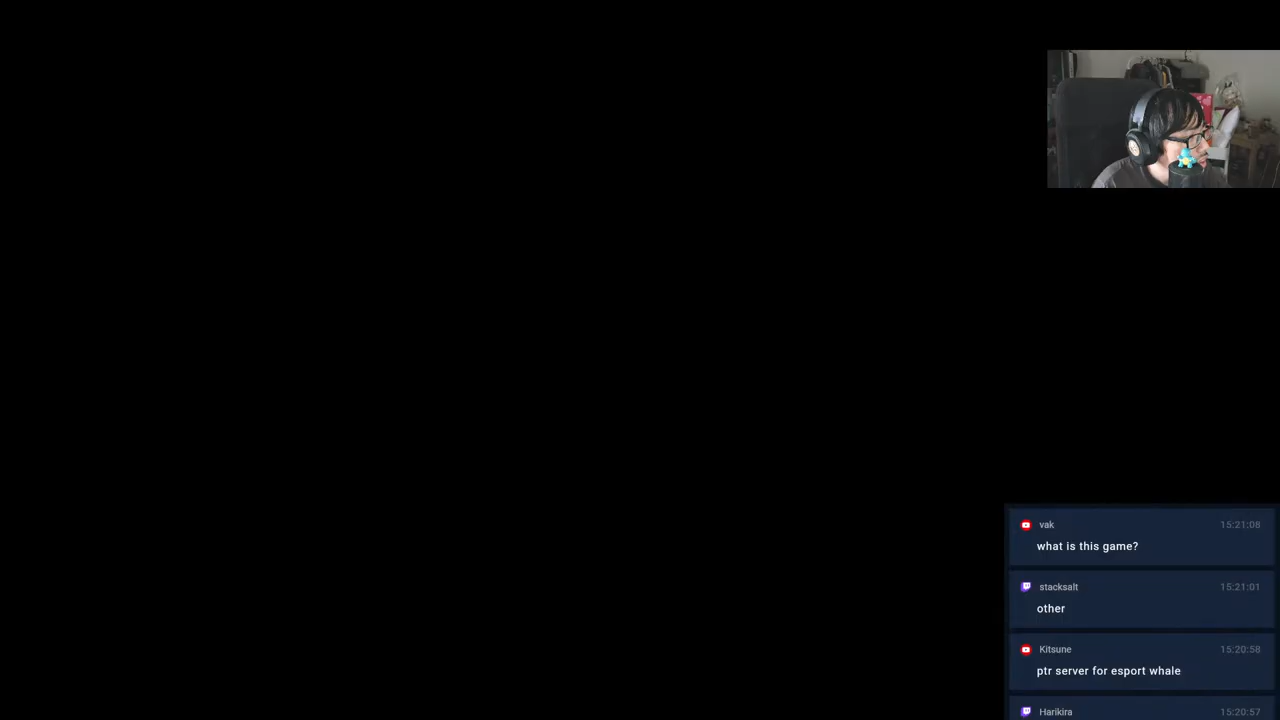 vak 15:21:08
what is this game?
stacksalt 15:21:01
other
Kitsune 15:20:58
ptr server for esport whale
Harikira 15:20:57